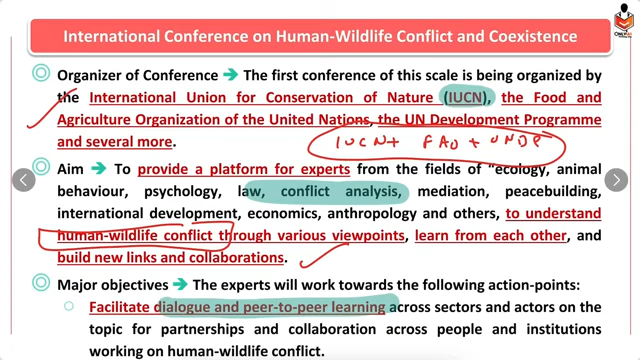 International Conference on Human-Wildlife Conflict and Coexistence
Organizer of Conference ➔ The first conference of this scale is being organized by
the International Union for Conservation of Nature (IUCN), the Food and
Agriculture Organization of the United Nations, the UN Development Programme
and several more.
IUCN + FAO + UNDP
Aim ➔ To provide a platform for experts from the fields of "ecology, animal
behaviour, psychology, law, conflict analysis, mediation, peacebuilding,
international development, economics, anthropology and others, to understand
human-wildlife conflict through various viewpoints, learn from each other, and
build new links and collaborations.
Major objectives ➔ The experts will work towards the following action-points:
Facilitate dialogue and peer-to-peer learning across sectors and actors on the
topic for partnerships and collaboration across people and institutions
working on human-wildlife conflict.